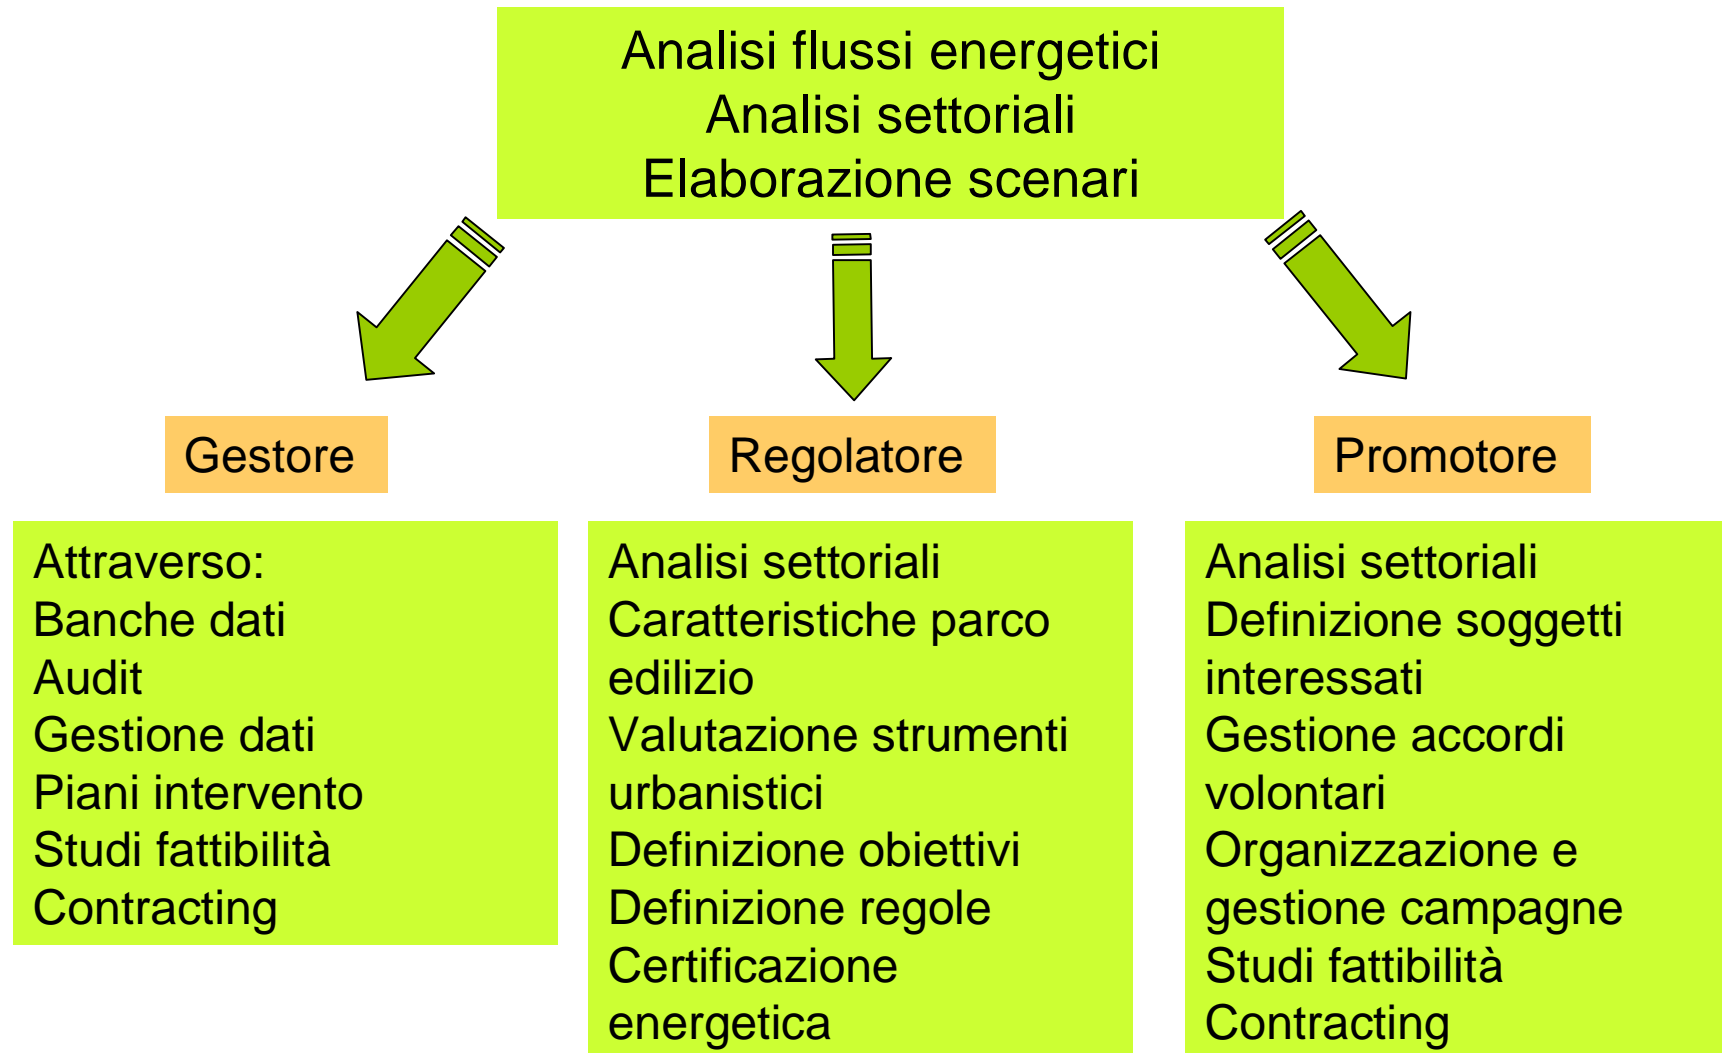 Analisi flussi energetici
Analisi settoriali
Elaborazione scenari
Gestore
Regolatore
Promotore
Attraverso:
Banche dati
Audit
Gestione dati
Piani intervento
Studi fattibilità
Contracting
Analisi settoriali
Caratteristiche parco
edilizio
Valutazione strumenti
urbanistici
Definizione obiettivi
Definizione regole
Certificazione
energetica
Analisi settoriali
Definizione soggetti
interessati
Gestione accordi
volontari
Organizzazione e
gestione campagne
Studi fattibilità
Contracting